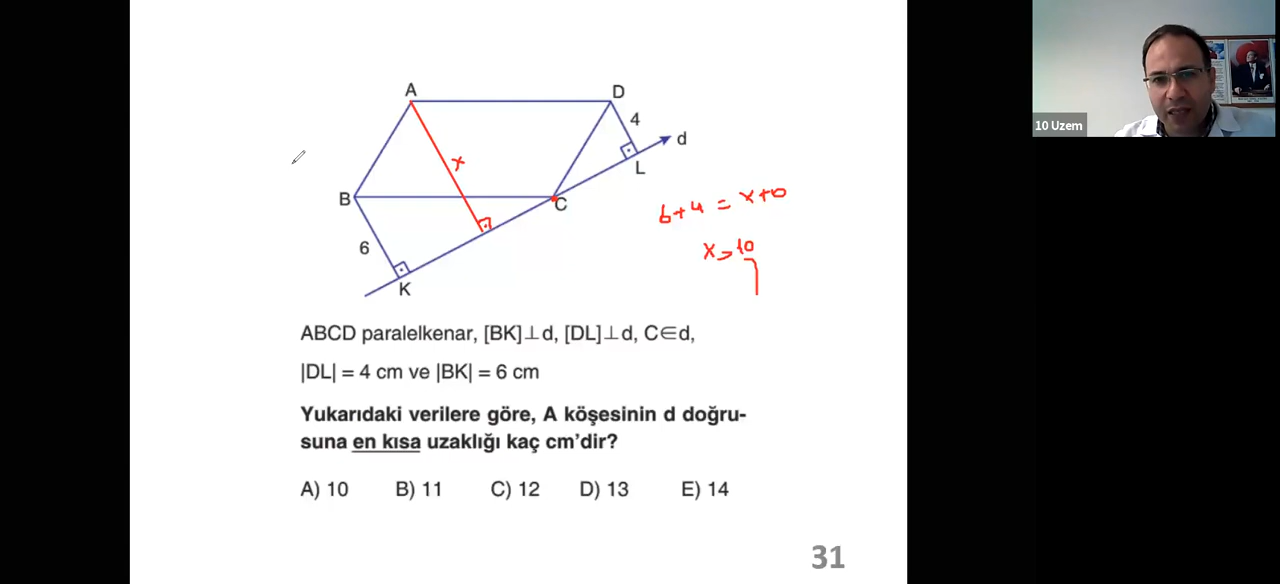 A
D
4
d
x
L
B
C
6
K
6+4 = x+0
x = 10
ABCD paralelkenar, [BK]⊥d, [DL]⊥d, C∈d,
|DL| = 4 cm ve |BK| = 6 cm
Yukarıdaki verilere göre, A köşesinin d doğru-
suna en kısa uzaklığı kaç cm'dir?
A) 10 B) 11 C) 12 D) 13 E) 14
31
10 Uzem